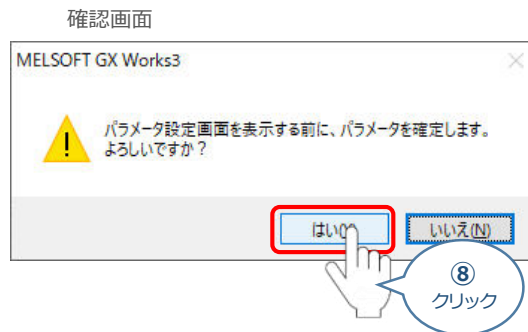 確認画面
MELSOFT GX Works3
パラメータ設定画面を表示する前に、パラメータを確定します。
よろしいですか？
はい(Y)
いいえ(N)
⑧
クリック